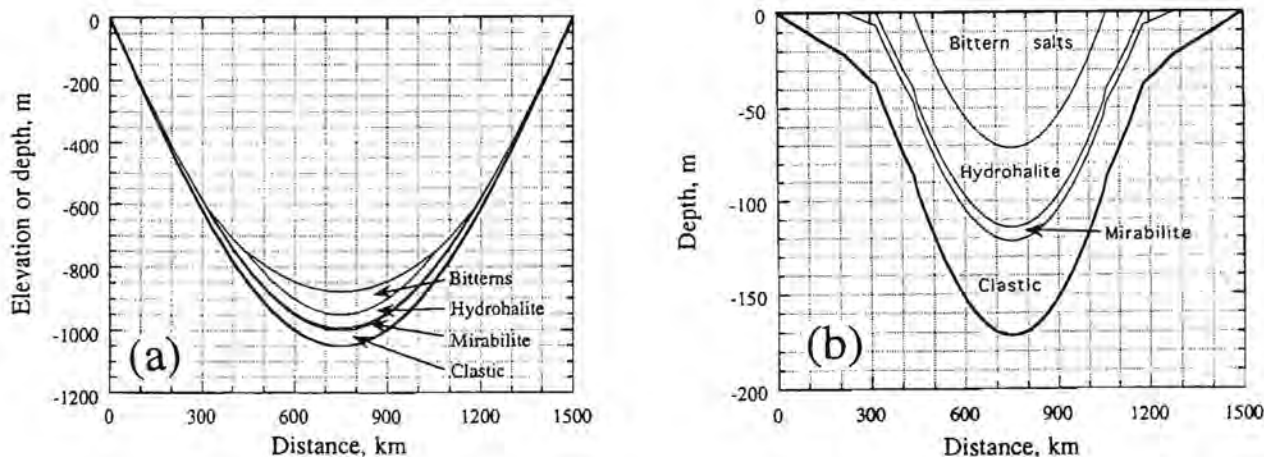 0
-200
-400
-600
-800
-1000
-1200
Elevation or depth, m
Bitterns
Hydrohalite
Mirabilite
Clastic
(a)
0 300 600 900 1200 1500
Distance, km
0
-50
-100
-150
-200
Depth, m
Bittern salts
Hydrohalite
Mirabilite
Clastic
(b)
0 300 600 900 1200 1500
Distance, km